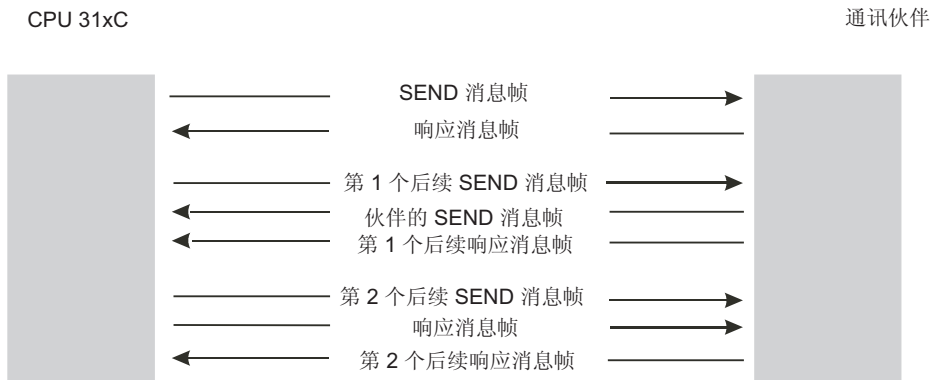 CPU 31xC
通讯伙伴
SEND 消息帧
响应消息帧
第 1 个后续 SEND 消息帧
伙伴的 SEND 消息帧
第 1 个后续响应消息帧
第 2 个后续 SEND 消息帧
响应消息帧
第 2 个后续响应消息帧